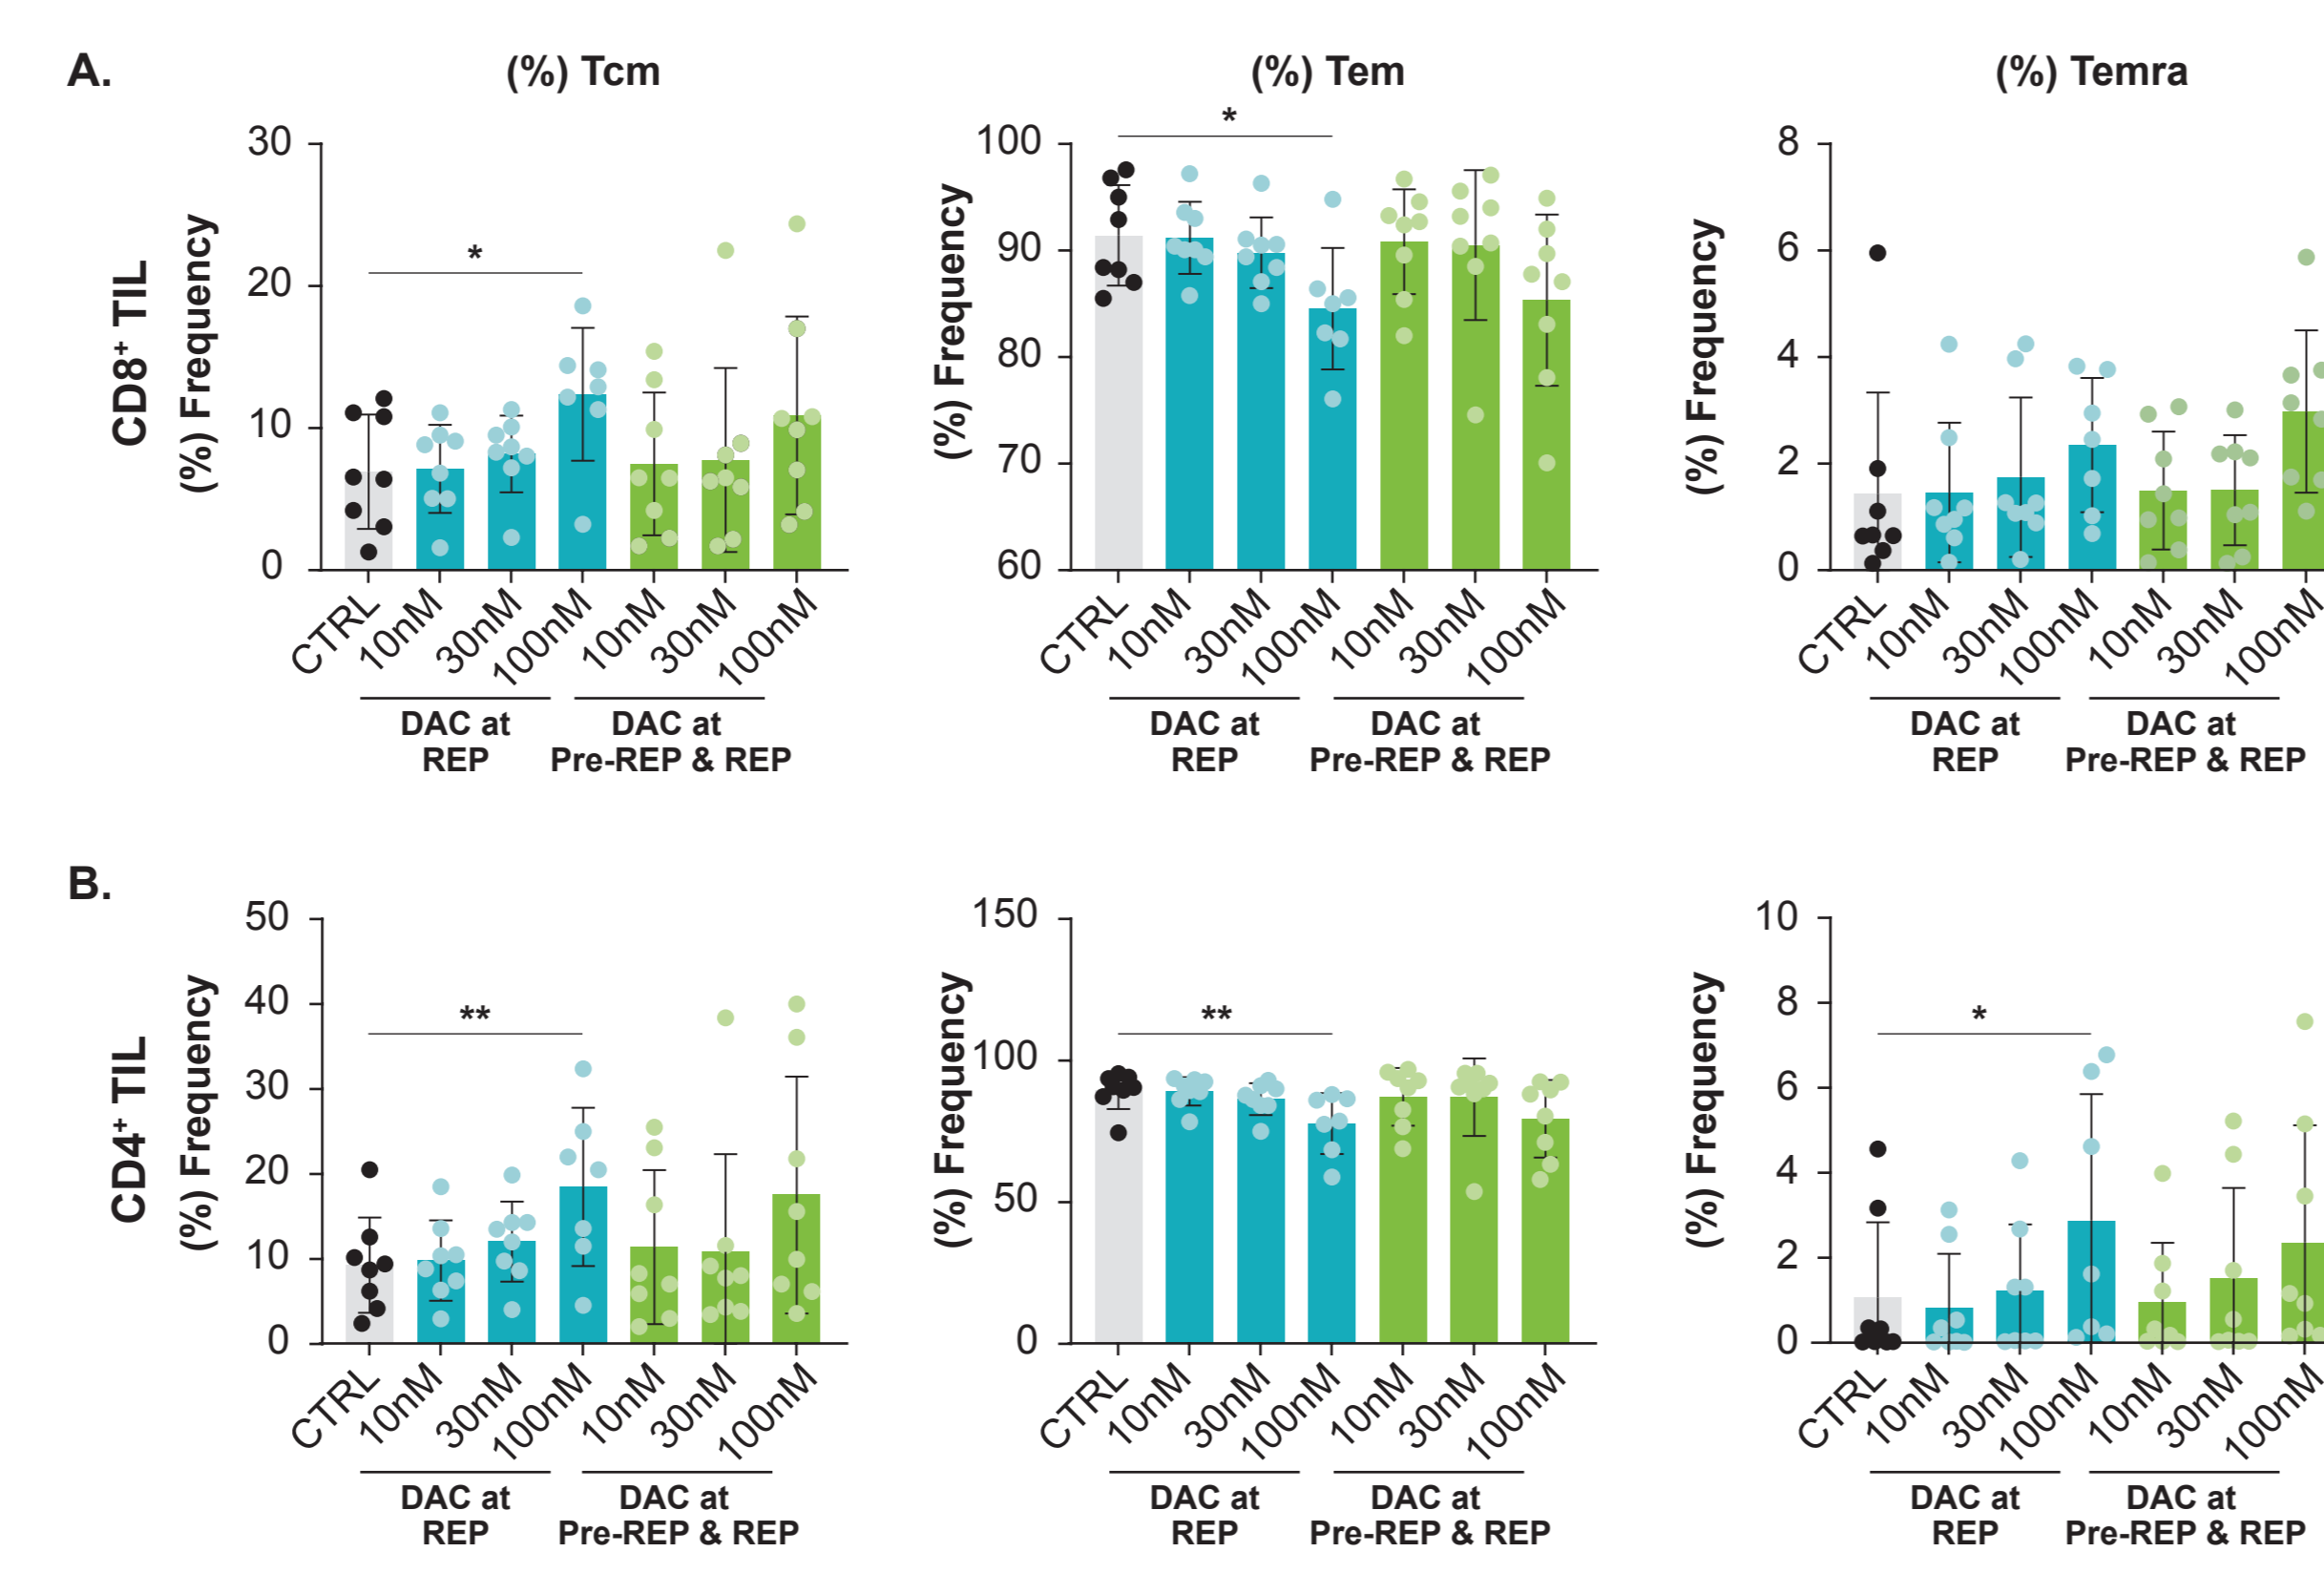 A.
(%) Tcm
(%) Tem
(%) Temra
CD8+ TIL
(%) Frequency
30
20
10
0
*
CTRL
10nM
30nM
100nM
10nM
30nM
100nM
DAC at
REP
DAC at
Pre-REP & REP
(%) Frequency
100
90
80
70
60
*
CTRL
10nM
30nM
100nM
10nM
30nM
100nM
DAC at
REP
DAC at
Pre-REP & REP
(%) Frequency
8
6
4
2
0
CTRL
10nM
30nM
100nM
10nM
30nM
100nM
DAC at
REP
DAC at
Pre-REP & REP
B.
CD4+ TIL
(%) Frequency
50
40
30
20
10
0
**
CTRL
10nM
30nM
100nM
10nM
30nM
100nM
DAC at
REP
DAC at
Pre-REP & REP
(%) Frequency
150
100
50
0
**
CTRL
10nM
30nM
100nM
10nM
30nM
100nM
DAC at
REP
DAC at
Pre-REP & REP
(%) Frequency
10
8
6
4
2
0
*
CTRL
10nM
30nM
100nM
10nM
30nM
100nM
DAC at
REP
DAC at
Pre-REP & REP